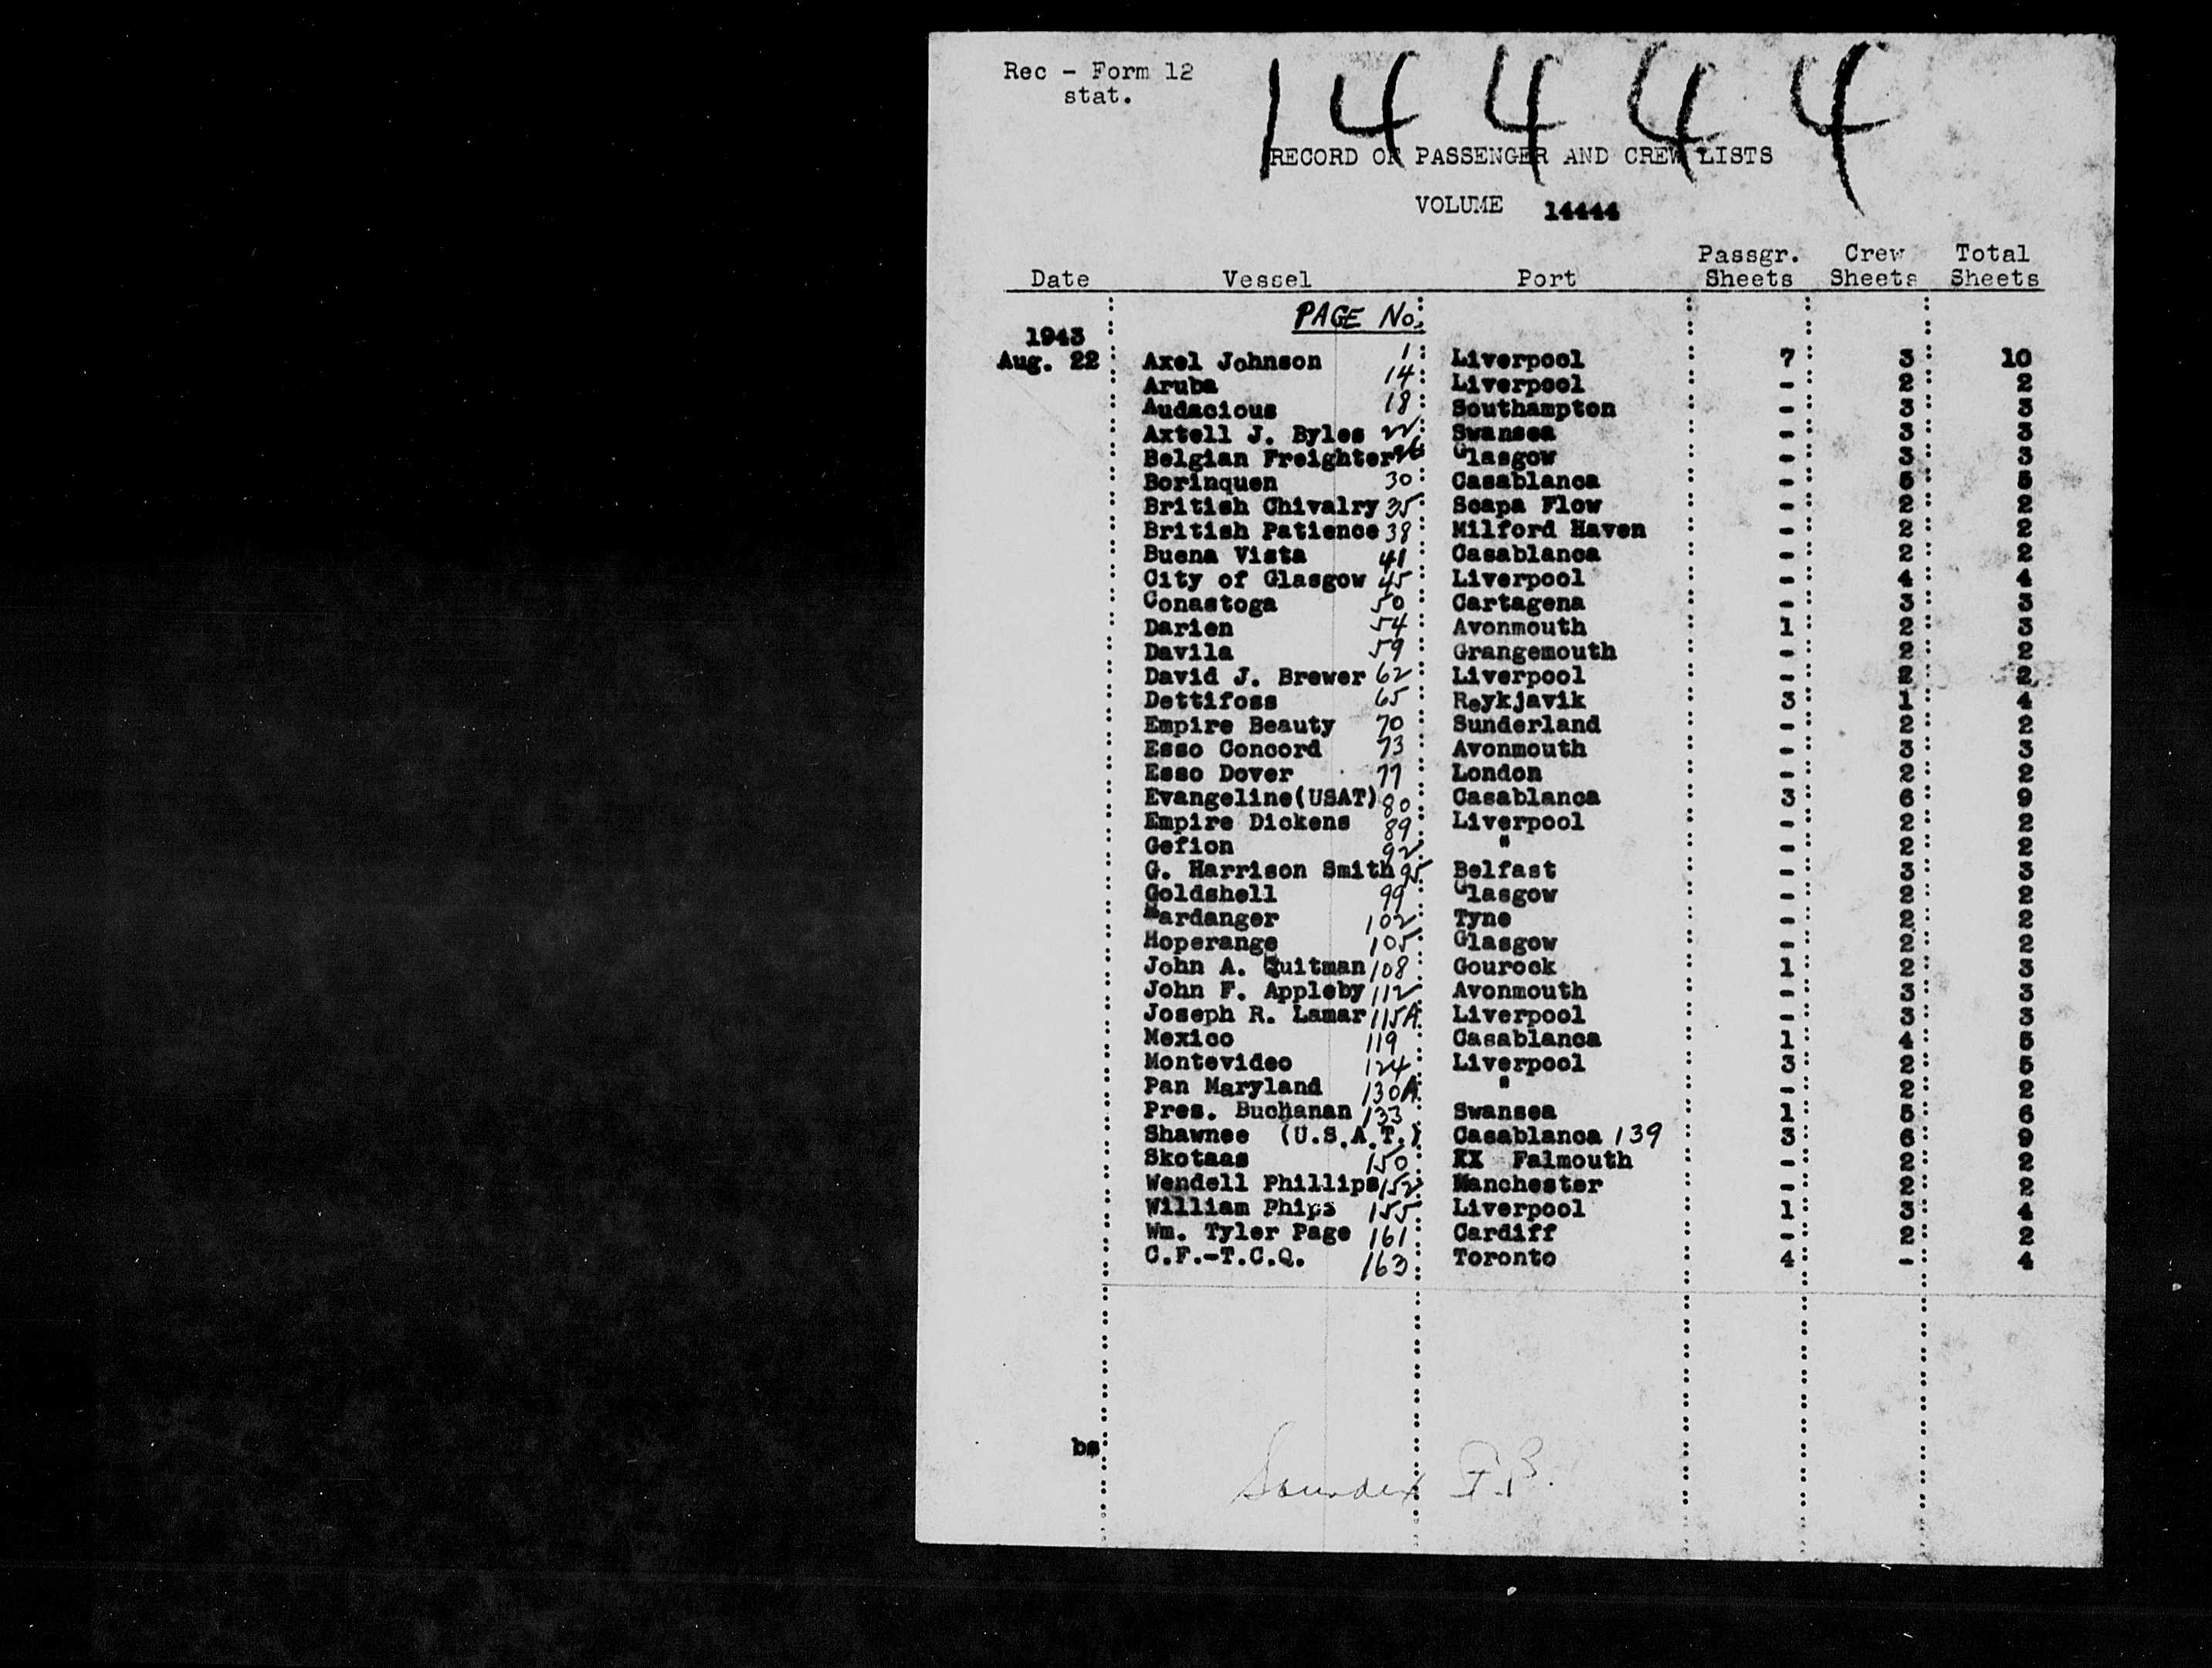 Rec - Form 12
stat.
14444
RECORD OF PASSENGER AND CREW LISTS
VOLUME 14444
Date Vessel Port Passgr. Sheets Crew Sheets Total Sheets
PAGE No.
1943
Aug. 22 Axel Johnson 1 Liverpool 7 3 10
Aruba 14 Liverpool - 2 2
Audacious 18 Southampton - 3 3
Axtell J. Byles 22 Swansea - 3 3
Belgian Freighter 26 Glasgow - 3 3
Borinquen 30 Casablanca - 5 5
British Chivalry 35 Scapa Flow - 2 2
British Patience 38 Milford Haven - 2 2
Buena Vista 41 Casablanca - 2 2
City of Glasgow 45 Liverpool - 4 4
Conastoga 50 Cartagena - 3 3
Darien 54 Avonmouth 1 2 3
Davila 59 Grangemouth - 2 2
David J. Brewer 62 Liverpool - 2 2
Dettifoss 65 Reykjavik 3 1 4
Empire Beauty 70 Sunderland - 2 2
Esso Concord 73 Avonmouth - 3 3
Esso Dover 77 London - 2 2
Evangeline(USAT) 80 Casablanca 3 6 9
Empire Dickens 89 Liverpool - 2 2
Gefion 92 " - 2 2
G. Harrison Smith 95 Belfast - 3 3
Goldshell 99 Glasgow - 2 2
Hardanger 102 Tyne - 2 2
Hoperange 105 Glasgow - 2 2
John A. Quitman 108 Gourock 1 2 3
John F. Appleby 112 Avonmouth - 3 3
Joseph R. Lamar 115A Liverpool - 3 3
Mexico 119 Casablanca 1 4 5
Montevideo 124 Liverpool 3 2 5
Pan Maryland 130A " - 2 2
Pres. Buchanan 133 Swansea 1 5 6
Shawnee (U.S.A.T.) Casablanca 139 3 6 9
Skotaas 150 XX Falmouth - 2 2
Wendell Phillips 152 Manchester - 2 2
William Phips 155 Liverpool 1 3 4
Wm. Tyler Page 161 Cardiff - 2 2
C.F.-T.C.Q. 163 Toronto 4 - 4
bs
Soundex F.B.